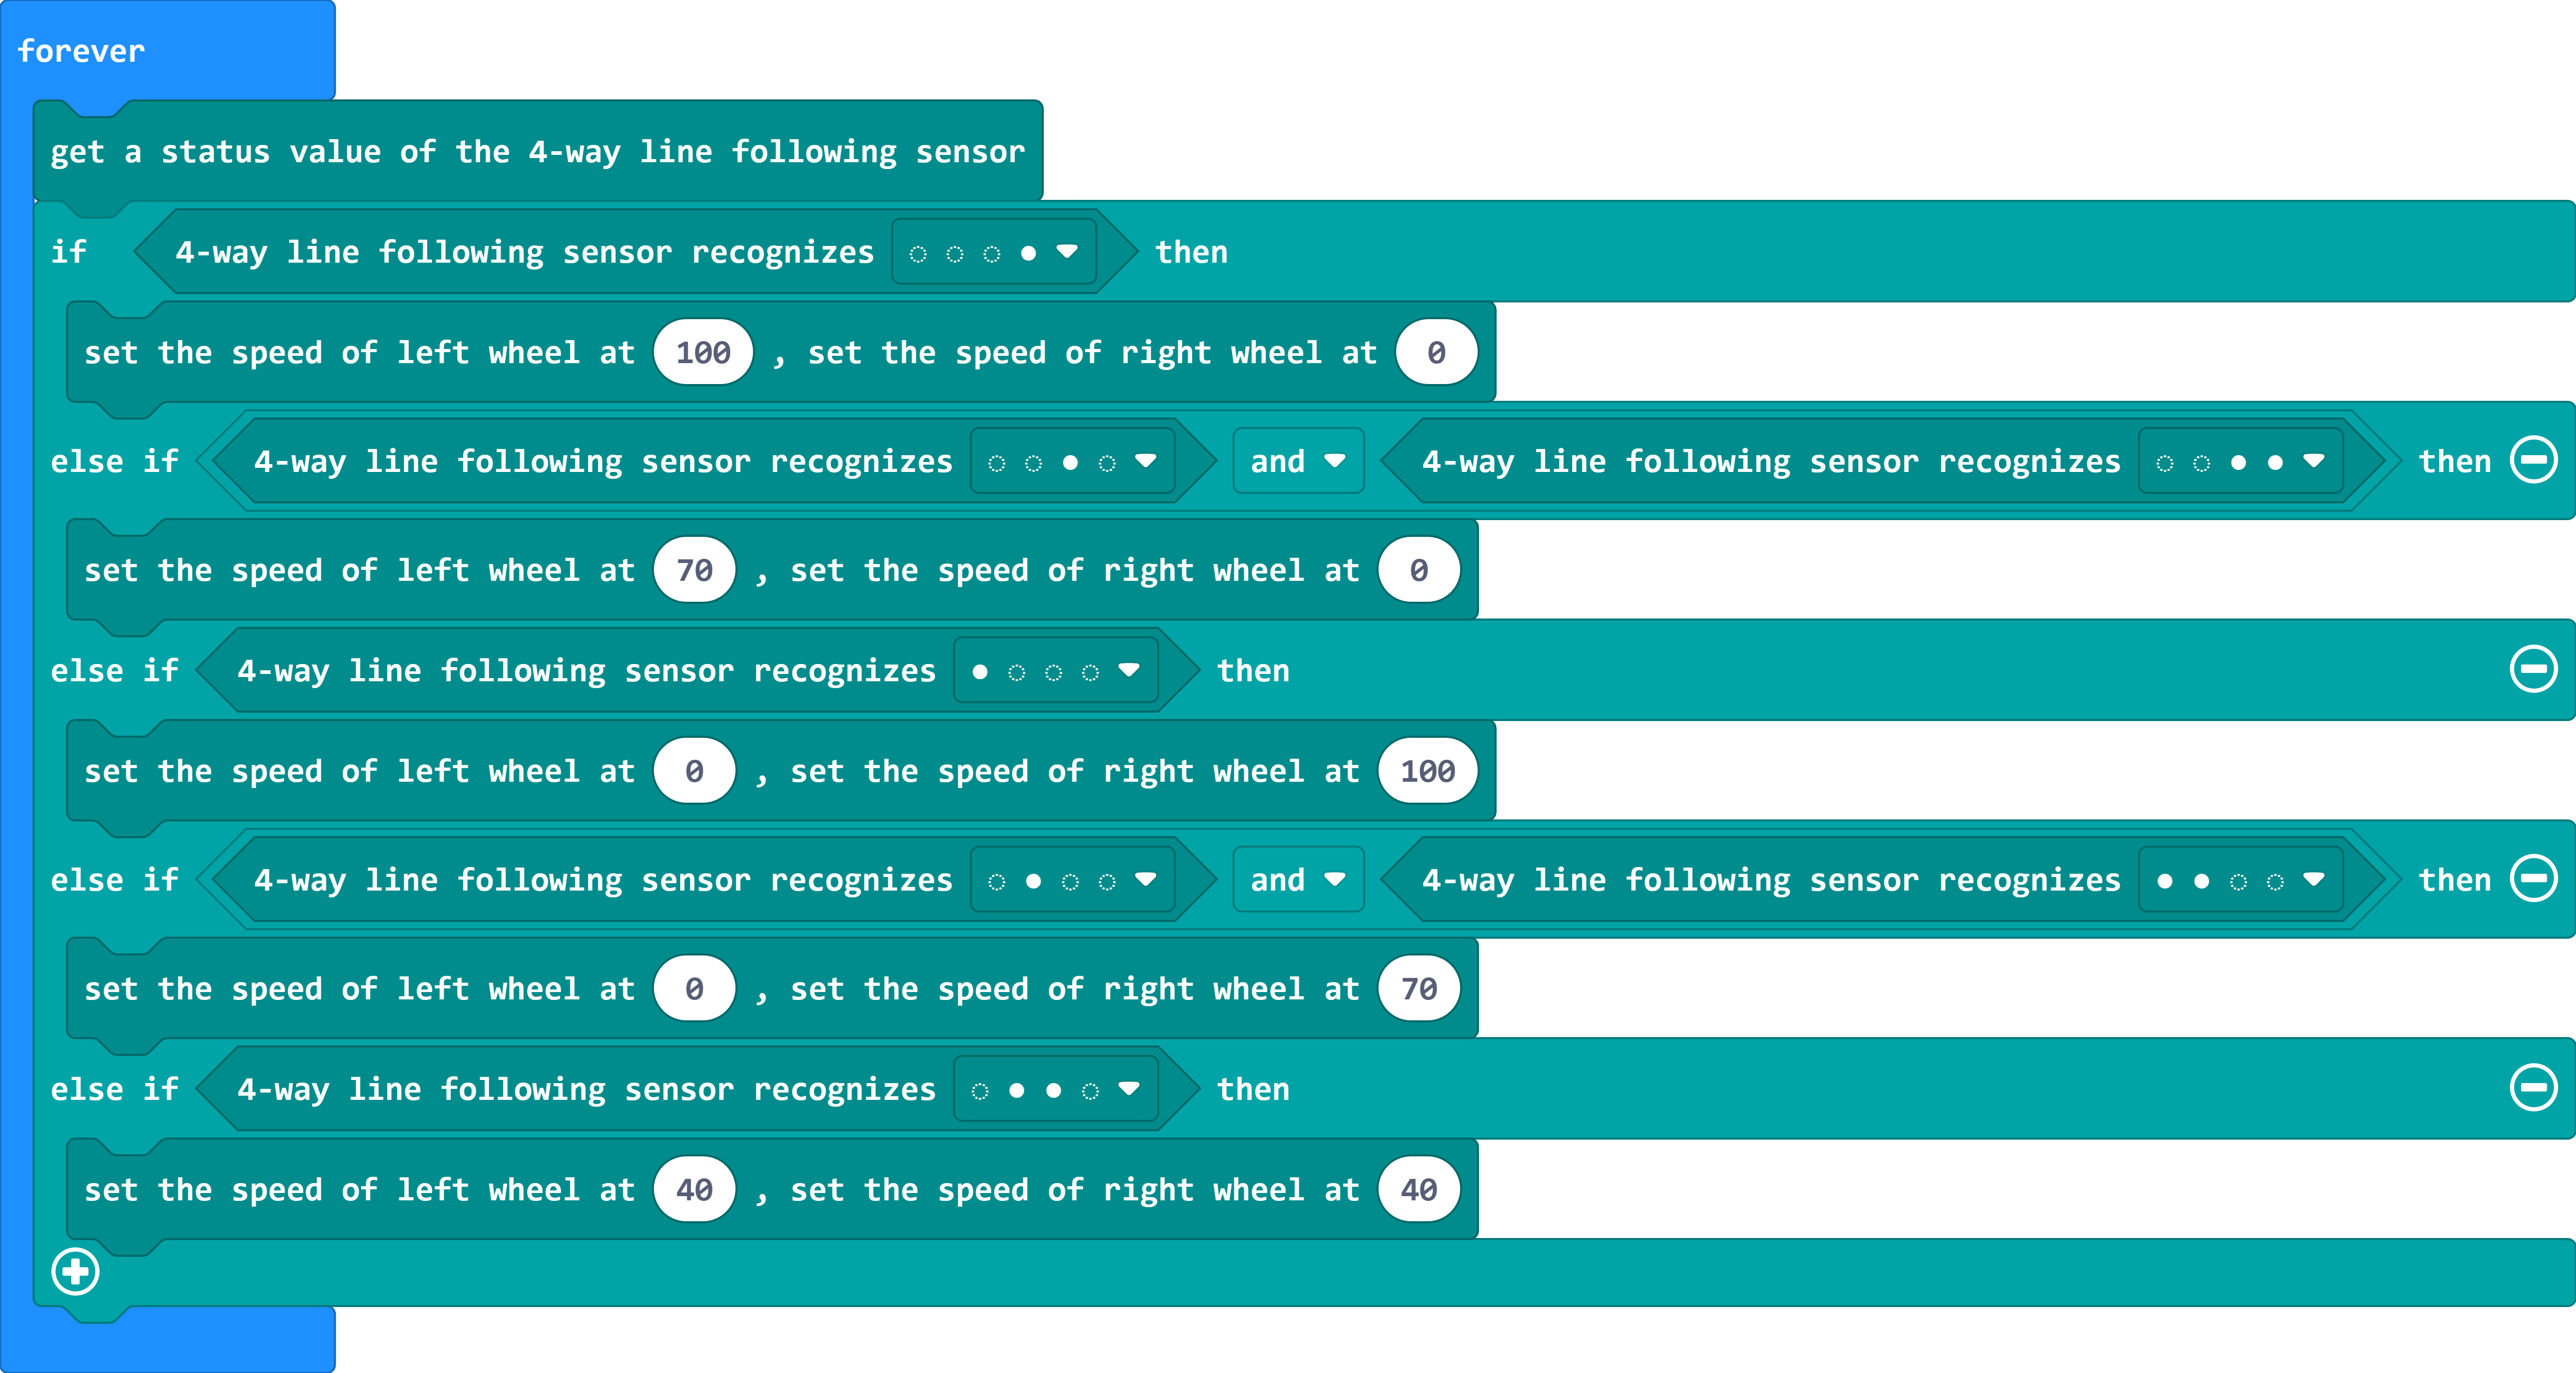 forever
get a status value of the 4-way line following sensor
if 4-way line following sensor recognizes ◌ ◌ ◌ ● then
set the speed of left wheel at 100 , set the speed of right wheel at 0
else if 4-way line following sensor recognizes ◌ ◌ ● ◌ and 4-way line following sensor recognizes ◌ ◌ ● ● then
set the speed of left wheel at 70 , set the speed of right wheel at 0
else if 4-way line following sensor recognizes ● ◌ ◌ ◌ then
set the speed of left wheel at 0 , set the speed of right wheel at 100
else if 4-way line following sensor recognizes ◌ ● ◌ ◌ and 4-way line following sensor recognizes ● ● ◌ ◌ then
set the speed of left wheel at 0 , set the speed of right wheel at 70
else if 4-way line following sensor recognizes ◌ ● ● ◌ then
set the speed of left wheel at 40 , set the speed of right wheel at 40